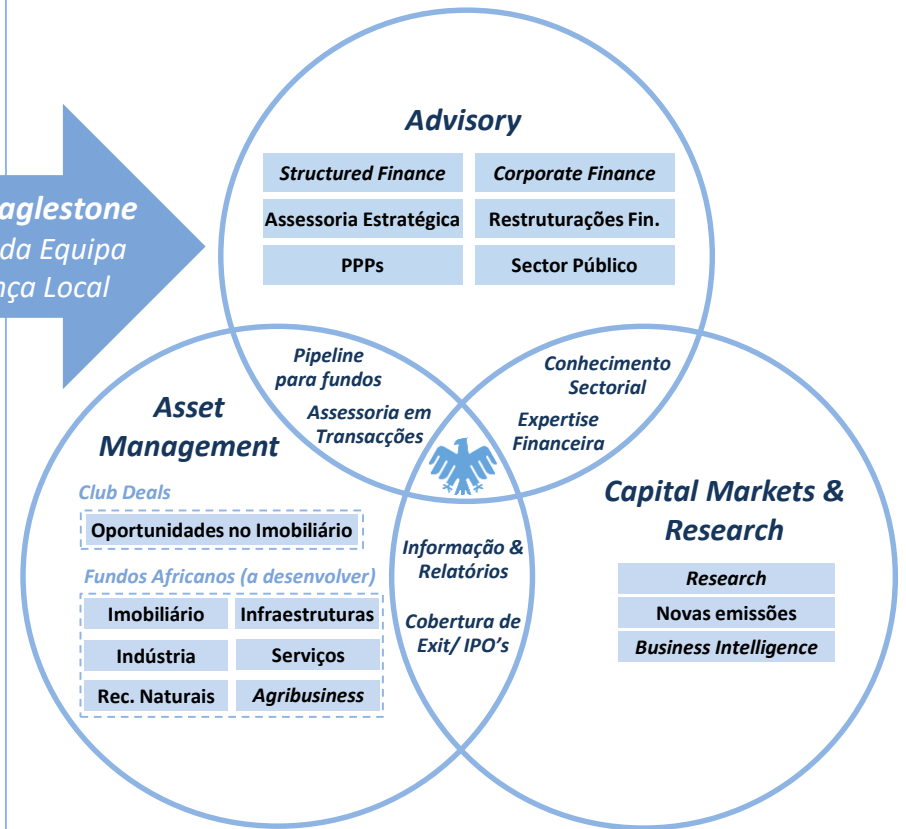 Advisory
Structured Finance
Corporate Finance
Assessoria Estratégica
Restruturações Fin.
PPPs
Sector Público
aglestone
da Equipa
ça Local
Pipeline
para fundos
Assessoria em
Transacções
Conhecimento
Sectorial
Expertise
Financeira
Asset
Management
Club Deals
Oportunidades no Imobiliário
Fundos Africanos (a desenvolver)
Imobiliário
Infraestruturas
Indústria
Serviços
Rec. Naturais
Agribusiness
Informação &
Relatórios
Cobertura de
Exit/ IPO’s
Capital Markets &
Research
Research
Novas emissões
Business Intelligence